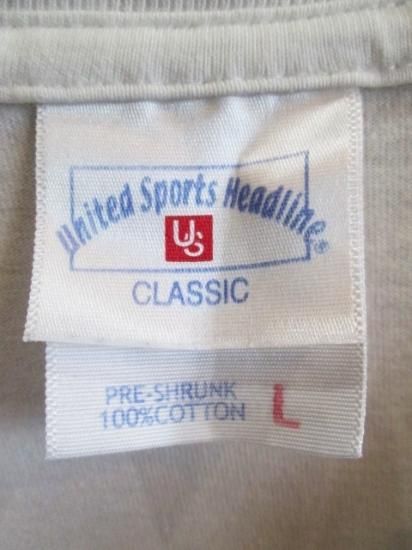 United Sports Headline®
US
CLASSIC
PRE-SHRUNK
100%COTTON
L